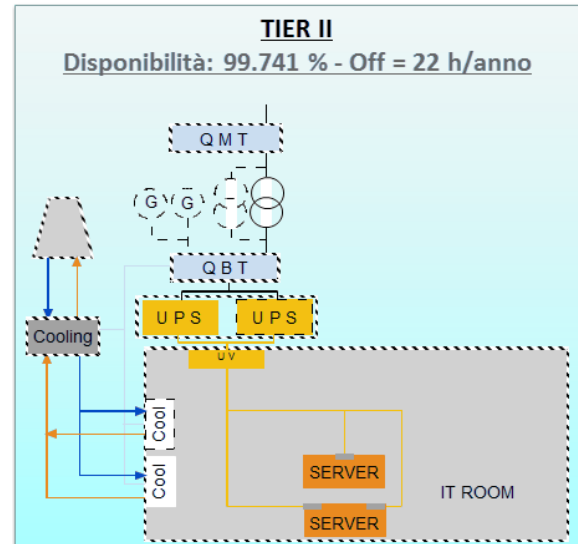 TIER II
Disponibilità: 99.741 % - Off = 22 h/anno
QMT
G G
QBT
UPS UPS
Cooling
UV
Cool
Cool
SERVER
IT ROOM
SERVER